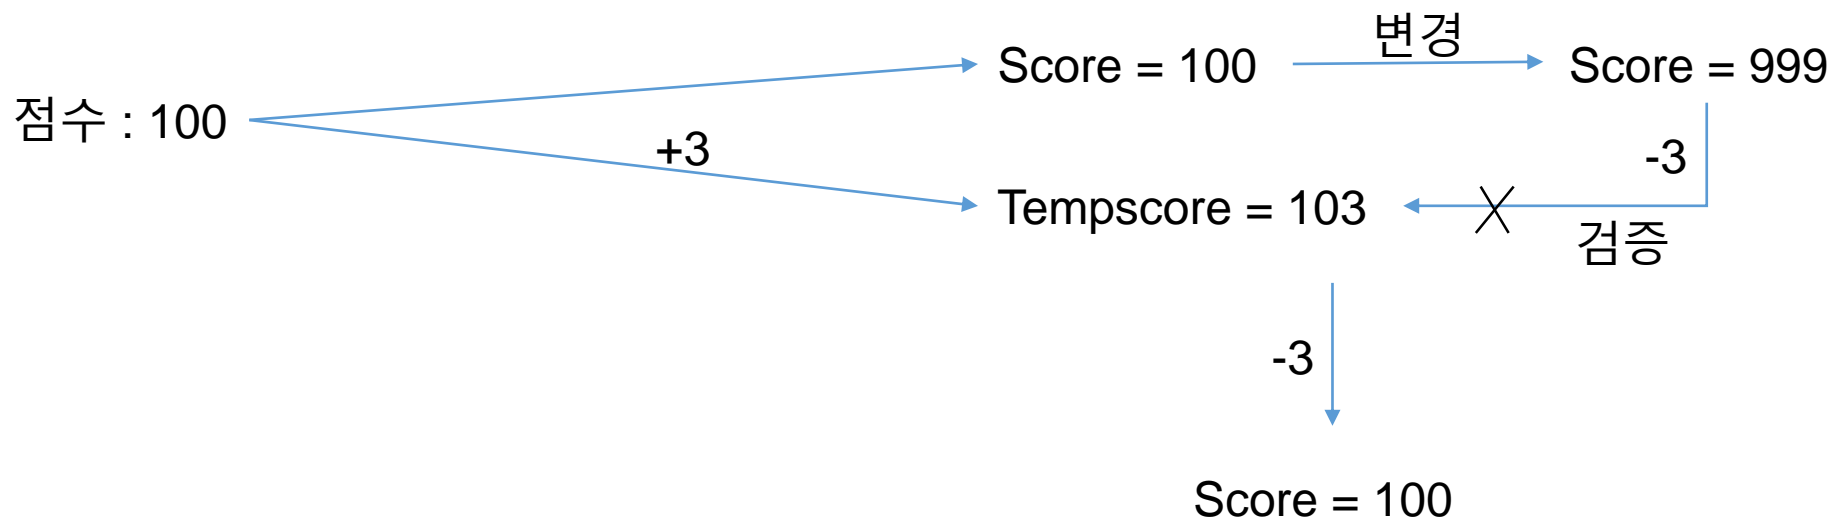 변경
Score = 100
Score = 999
점수 : 100
+3
-3
Tempscore = 103
검증
-3
Score = 100